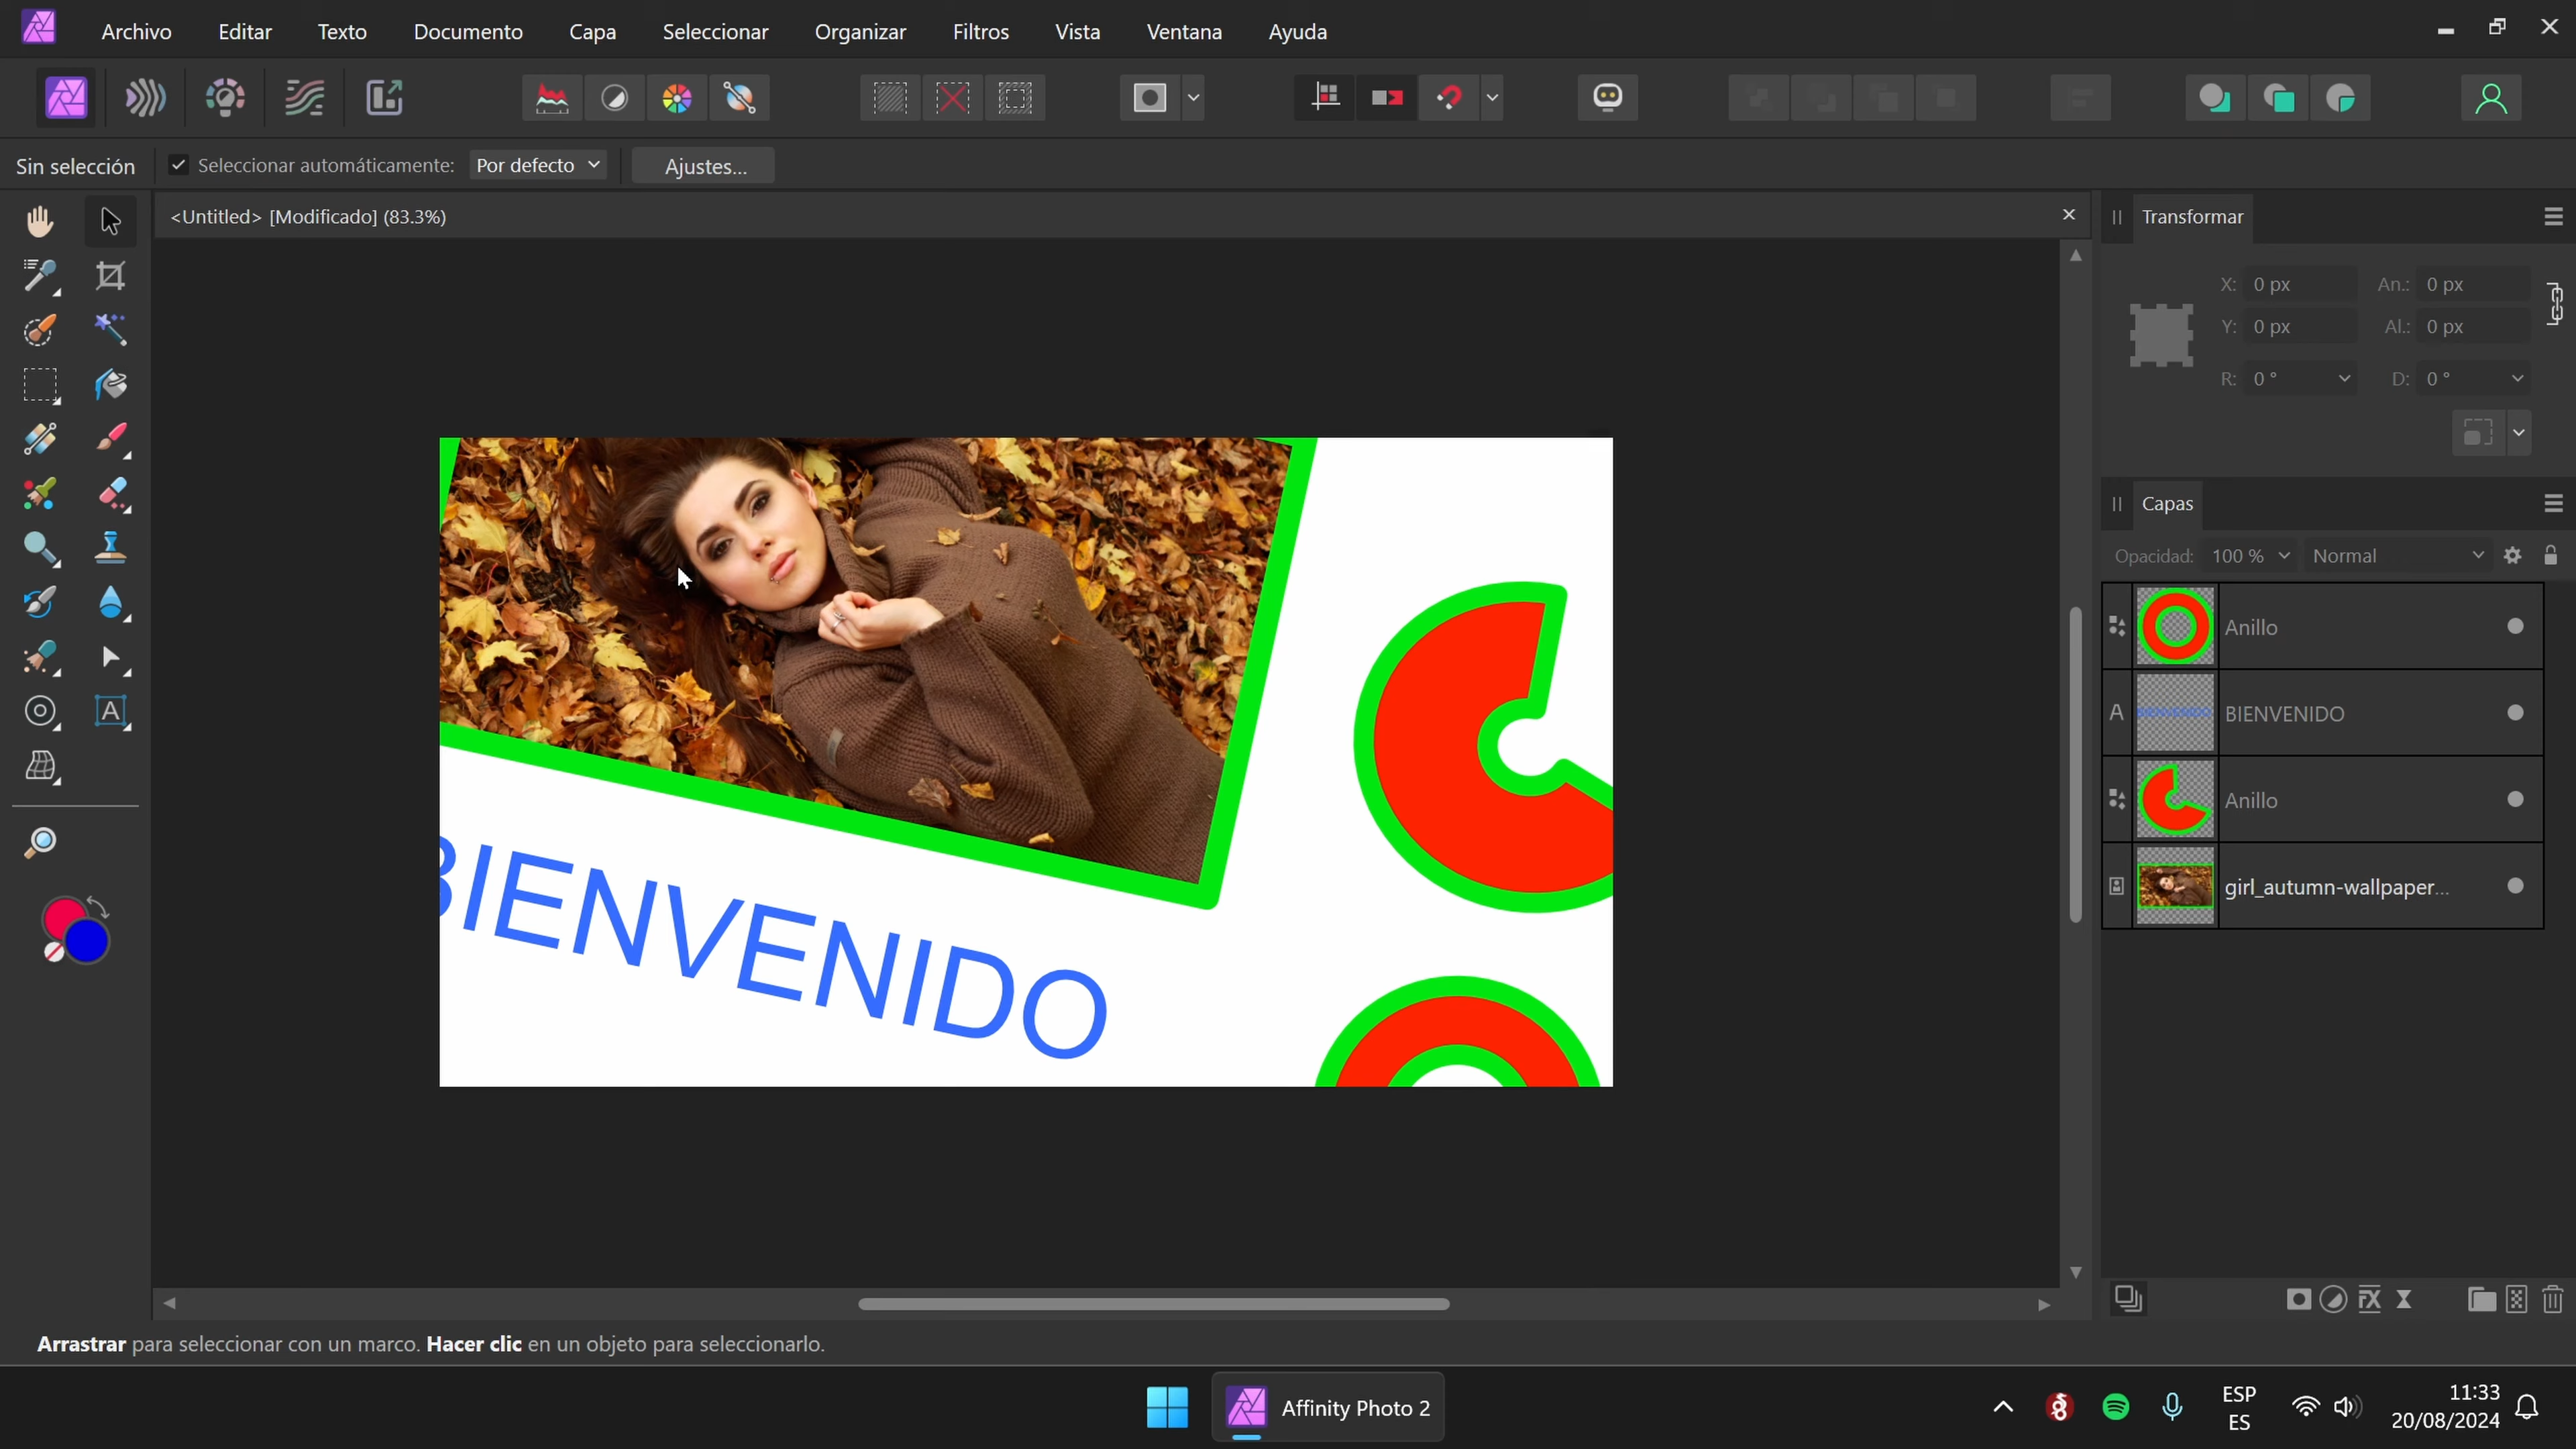 Archivo Editar Texto Documento Capa Seleccionar Organizar Filtros Vista Ventana Ayuda
Sin selección Seleccionar automáticamente: Por defecto Ajustes...
<Untitled> [Modificado] (83.3%)
Transformar
X: 0 px An.: 0 px
Y: 0 px Al.: 0 px
R: 0 ° D: 0 °
Capas
Opacidad: 100 % Normal
Anillo
A BIENVENIDO
Anillo
girl_autumn-wallpaper...
BIENVENIDO
Arrastrar para seleccionar con un marco. Hacer clic en un objeto para seleccionarlo.
Affinity Photo 2
ESP
ES
11:33
20/08/2024